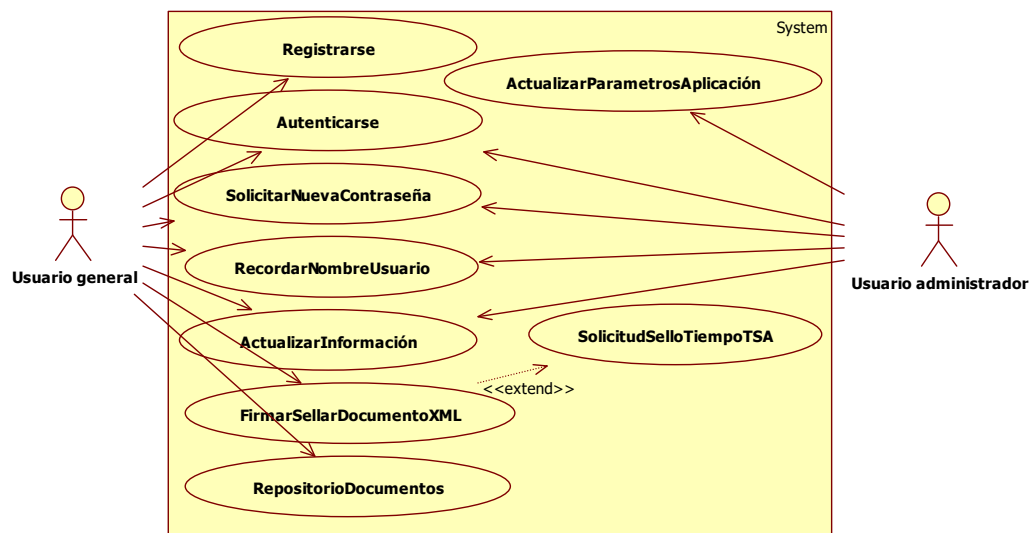 System
Registrarse
ActualizarParametrosAplicación
Autenticarse
SolicitarNuevaContraseña
RecordarNombreUsuario
Usuario general
Usuario administrador
ActualizarInformación
SolicitudSelloTiempoTSA
<<extend>>
FirmarSellarDocumentoXML
RepositorioDocumentos